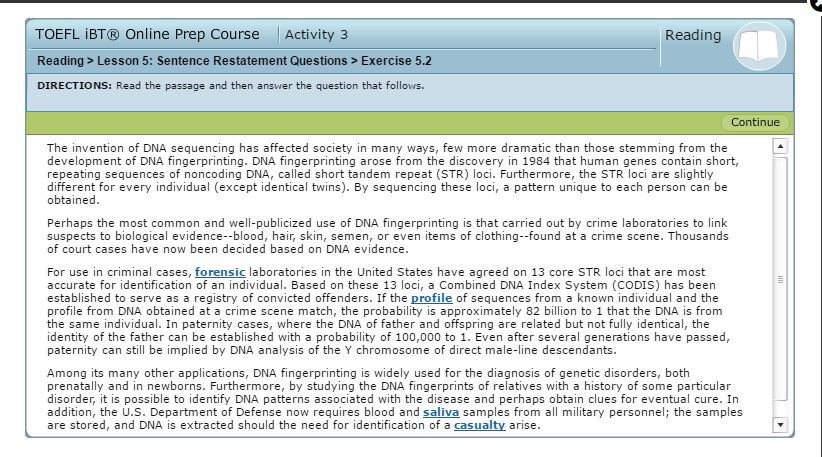 TOEFL iBT® Online Prep Course Activity 3 Reading
Reading > Lesson 5: Sentence Restatement Questions > Exercise 5.2
DIRECTIONS: Read the passage and then answer the question that follows.
Continue
The invention of DNA sequencing has affected society in many ways, few more dramatic than those stemming from the
development of DNA fingerprinting. DNA fingerprinting arose from the discovery in 1984 that human genes contain short,
repeating sequences of noncoding DNA, called short tandem repeat (STR) loci. Furthermore, the STR loci are slightly
different for every individual (except identical twins). By sequencing these loci, a pattern unique to each person can be
obtained.
Perhaps the most common and well-publicized use of DNA fingerprinting is that carried out by crime laboratories to link
suspects to biological evidence--blood, hair, skin, semen, or even items of clothing--found at a crime scene. Thousands
of court cases have now been decided based on DNA evidence.
For use in criminal cases, forensic laboratories in the United States have agreed on 13 core STR loci that are most
accurate for identification of an individual. Based on these 13 loci, a Combined DNA Index System (CODIS) has been
established to serve as a registry of convicted offenders. If the profile of sequences from a known individual and the
profile from DNA obtained at a crime scene match, the probability is approximately 82 billion to 1 that the DNA is from
the same individual. In paternity cases, where the DNA of father and offspring are related but not fully identical, the
identity of the father can be established with a probability of 100,000 to 1. Even after several generations have passed,
paternity can still be implied by DNA analysis of the Y chromosome of direct male-line descendants.
Among its many other applications, DNA fingerprinting is widely used for the diagnosis of genetic disorders, both
prenatally and in newborns. Furthermore, by studying the DNA fingerprints of relatives with a history of some particular
disorder, it is possible to identify DNA patterns associated with the disease and perhaps obtain clues for eventual cure. In
addition, the U.S. Department of Defense now requires blood and saliva samples from all military personnel; the samples
are stored, and DNA is extracted should the need for identification of a casualty arise.